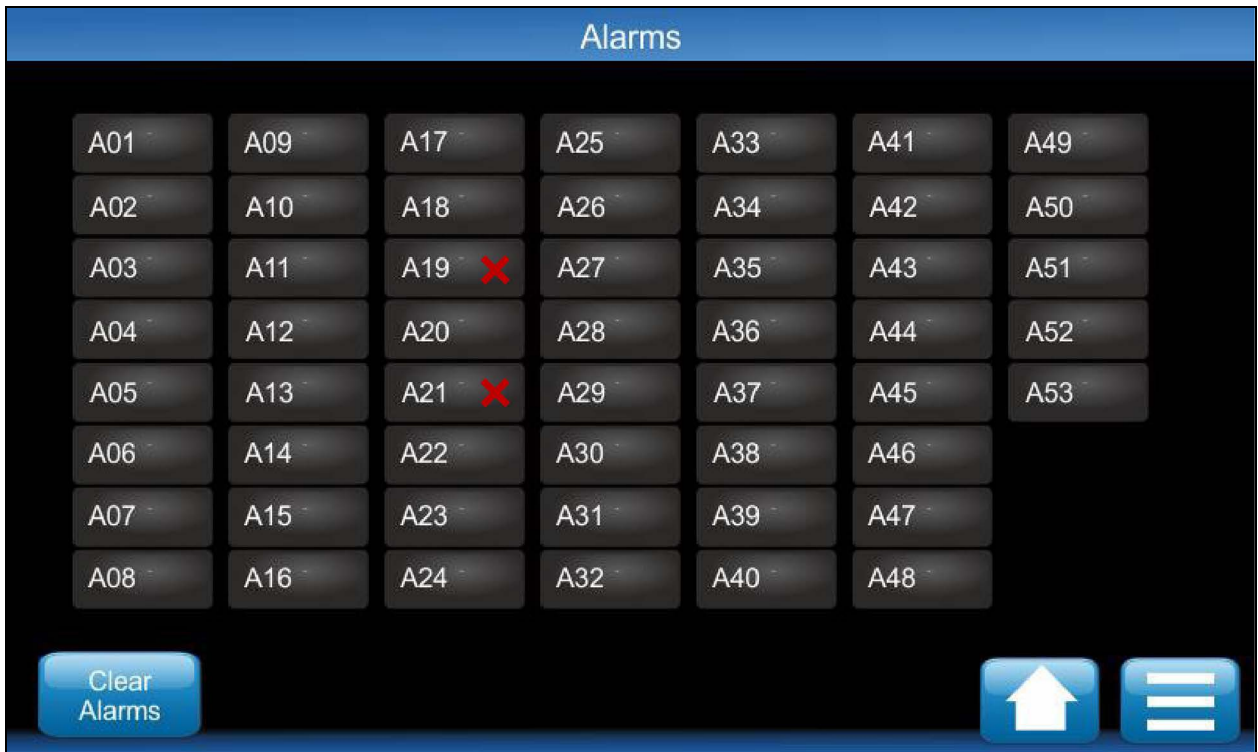 Alarms
A01 A09 A17 A25 A33 A41 A49
A02 A10 A18 A26 A34 A42 A50
A03 A11 A19 A27 A35 A43 A51
A04 A12 A20 A28 A36 A44 A52
A05 A13 A21 A29 A37 A45 A53
A06 A14 A22 A30 A38 A46
A07 A15 A23 A31 A39 A47
A08 A16 A24 A32 A40 A48
Clear
Alarms